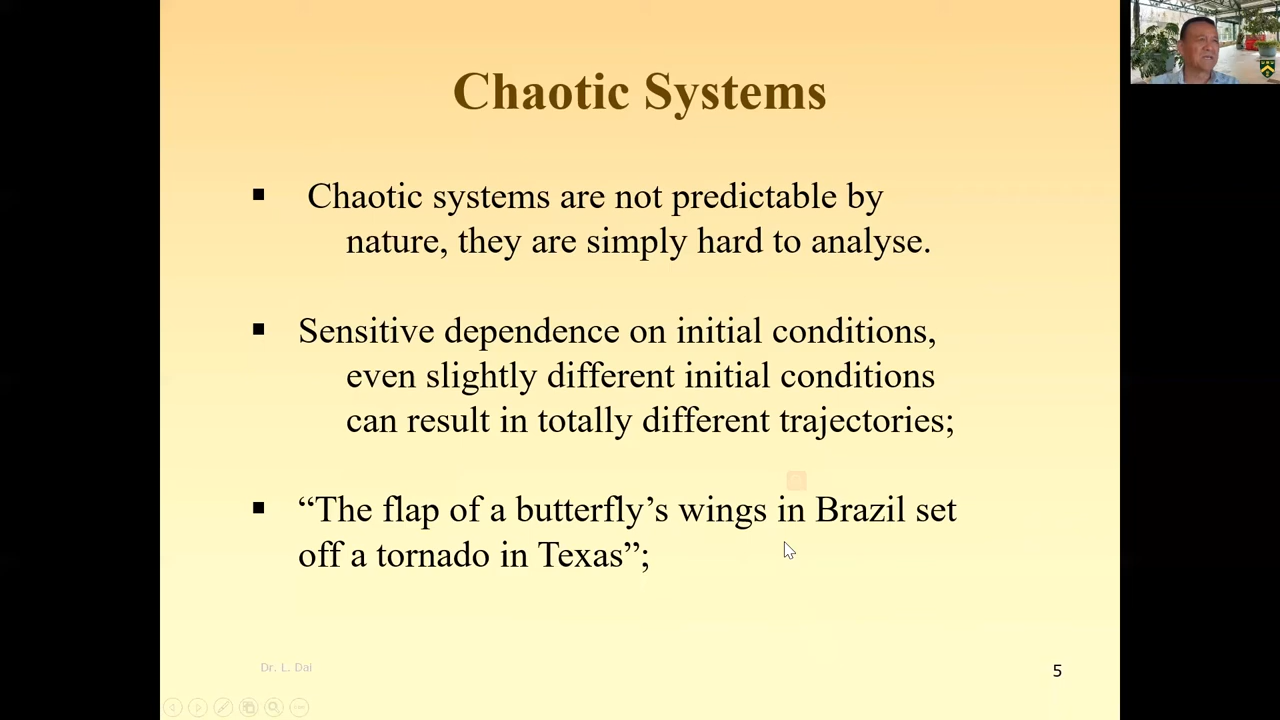 Chaotic Systems
▪ Chaotic systems are not predictable by
nature, they are simply hard to analyse.
▪ Sensitive dependence on initial conditions,
even slightly different initial conditions
can result in totally different trajectories;
▪ “The flap of a butterfly’s wings in Brazil set
off a tornado in Texas”;
Dr. L. Dai
5